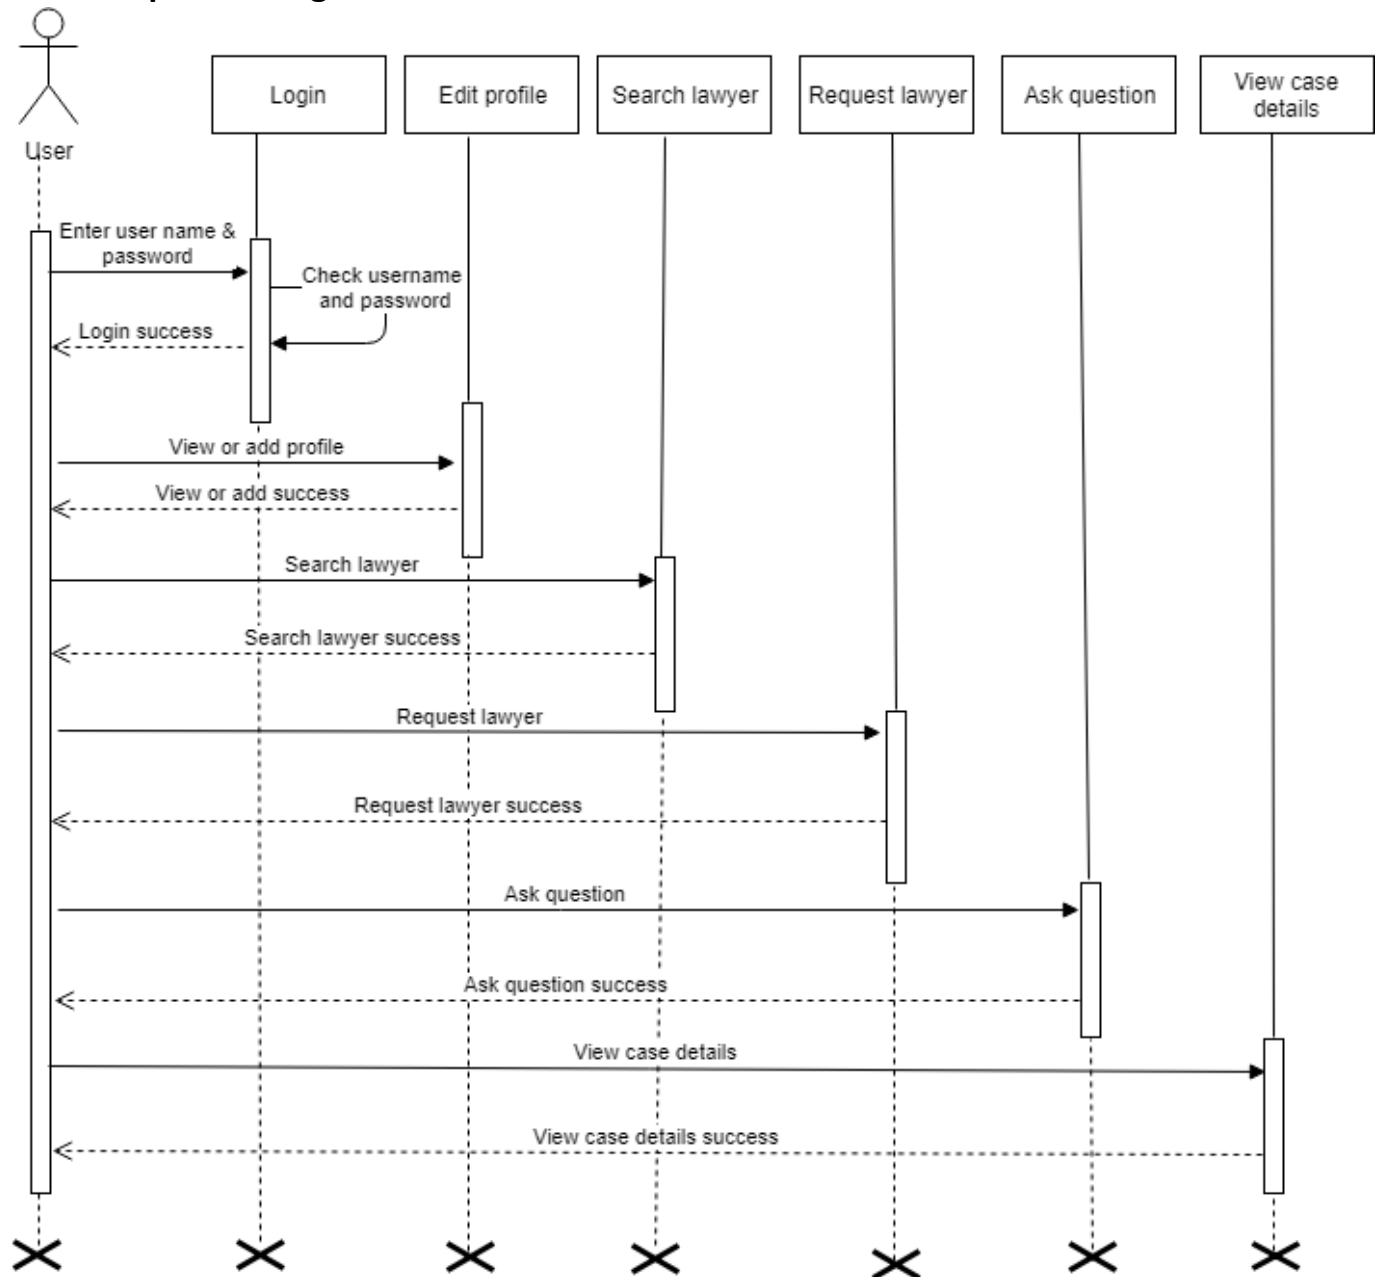 Login
Edit profile
Search lawyer
Request lawyer
Ask question
View case
details
User
Enter user name &
password
Check username
and password
Login success
View or add profile
View or add success
Search lawyer
Search lawyer success
Request lawyer
Request lawyer success
Ask question
Ask question success
View case details
View case details success